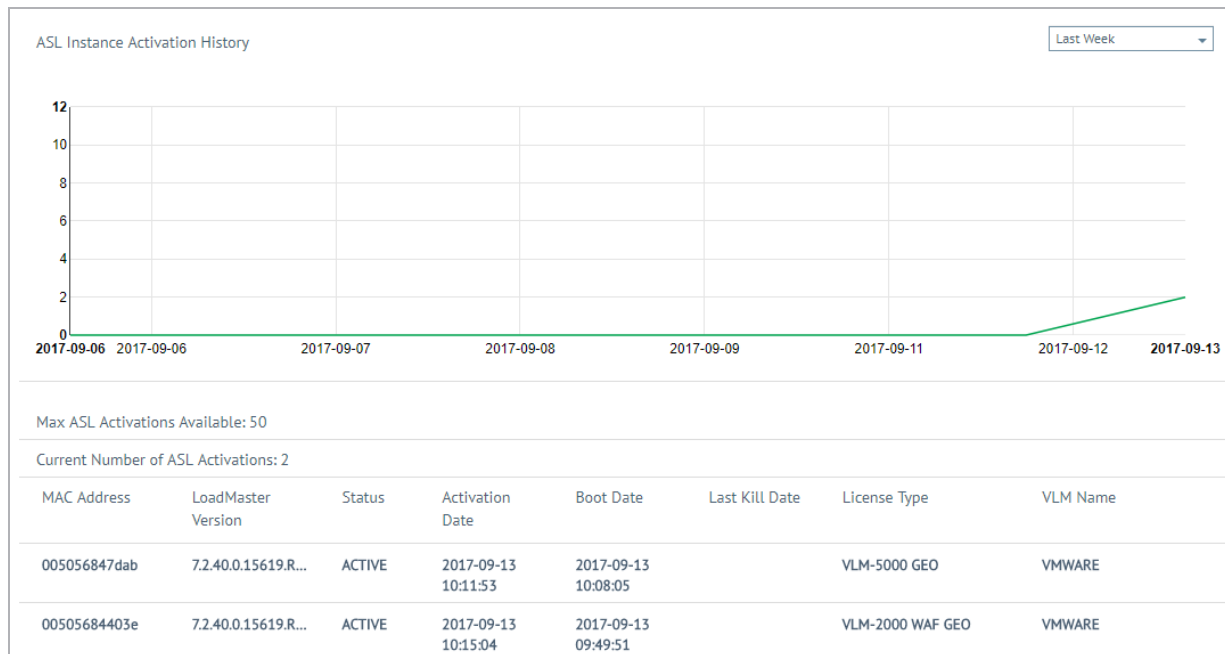 ASL Instance Activation History
Last Week
12
10
8
6
4
2
0
2017-09-06 2017-09-06 2017-09-07 2017-09-08 2017-09-09 2017-09-11 2017-09-12 2017-09-13
Max ASL Activations Available: 50
Current Number of ASL Activations: 2
MAC Address LoadMaster Status Activation Boot Date Last Kill Date License Type VLM Name
Version Date
005056847dab 7.2.40.0.15619.R... ACTIVE 2017-09-13 2017-09-13 VLM-5000 GEO VMWARE
10:11:53 10:08:05
00505684403e 7.2.40.0.15619.R... ACTIVE 2017-09-13 2017-09-13 VLM-2000 WAF GEO VMWARE
10:15:04 09:49:51